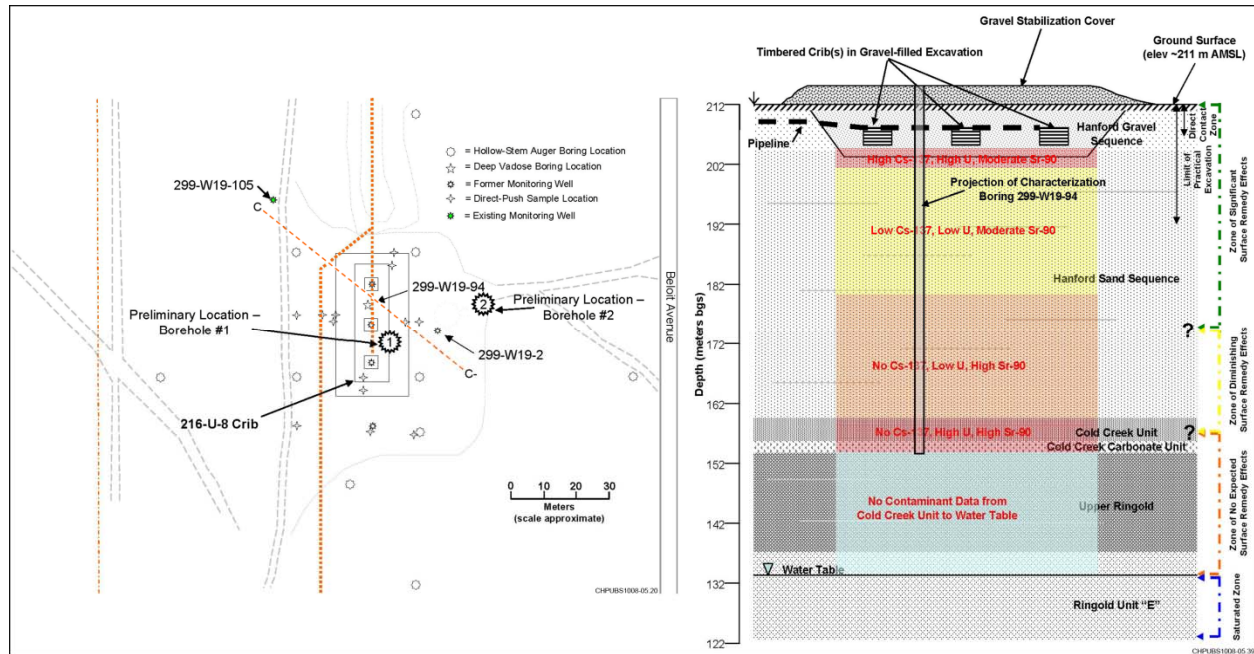 299-W19-105
C
= Hollow-Stem Auger Boring Location
= Deep Vadose Boring Location
= Former Monitoring Well
= Direct-Push Sample Location
= Existing Monitoring Well
299-W19-94
Preliminary Location –
Borehole #1
1
2
Preliminary Location –
Borehole #2
299-W19-2
C-
216-U-8 Crib
0 10 20 30
Meters
(scale approximate)
Beloit Avenue
CHPUBS1008-05.20
Gravel Stabilization Cover
Timbered Crib(s) in Gravel-filled Excavation
Ground Surface
(elev ~211 m AMSL)
Depth (meters bgs)
212
202
192
182
172
162
152
142
132
122
Pipeline
Hanford Gravel
Sequence
High Cs-137, High U, Moderate Sr-90
Projection of Characterization
Boring 299-W19-94
Low Cs-137, Low U, Moderate Sr-90
Hanford Sand Sequence
No Cs-137, Low U, High Sr-90
No Cs-137, High U, High Sr-90
Cold Creek Unit
Cold Creek Carbonate Unit
No Contaminant Data from
Cold Creek Unit to Water Table
Upper Ringold
Water Table
Ringold Unit "E"
Direct
Contact
Zone
Limit of
Practical
Excavation
Zone of Significant
Surface Remedy Effects
?
Zone of Diminishing
Surface Remedy Effects
?
Zone of No Expected
Surface Remedy Effects
Saturated Zone
CHPUBS1008-05.39